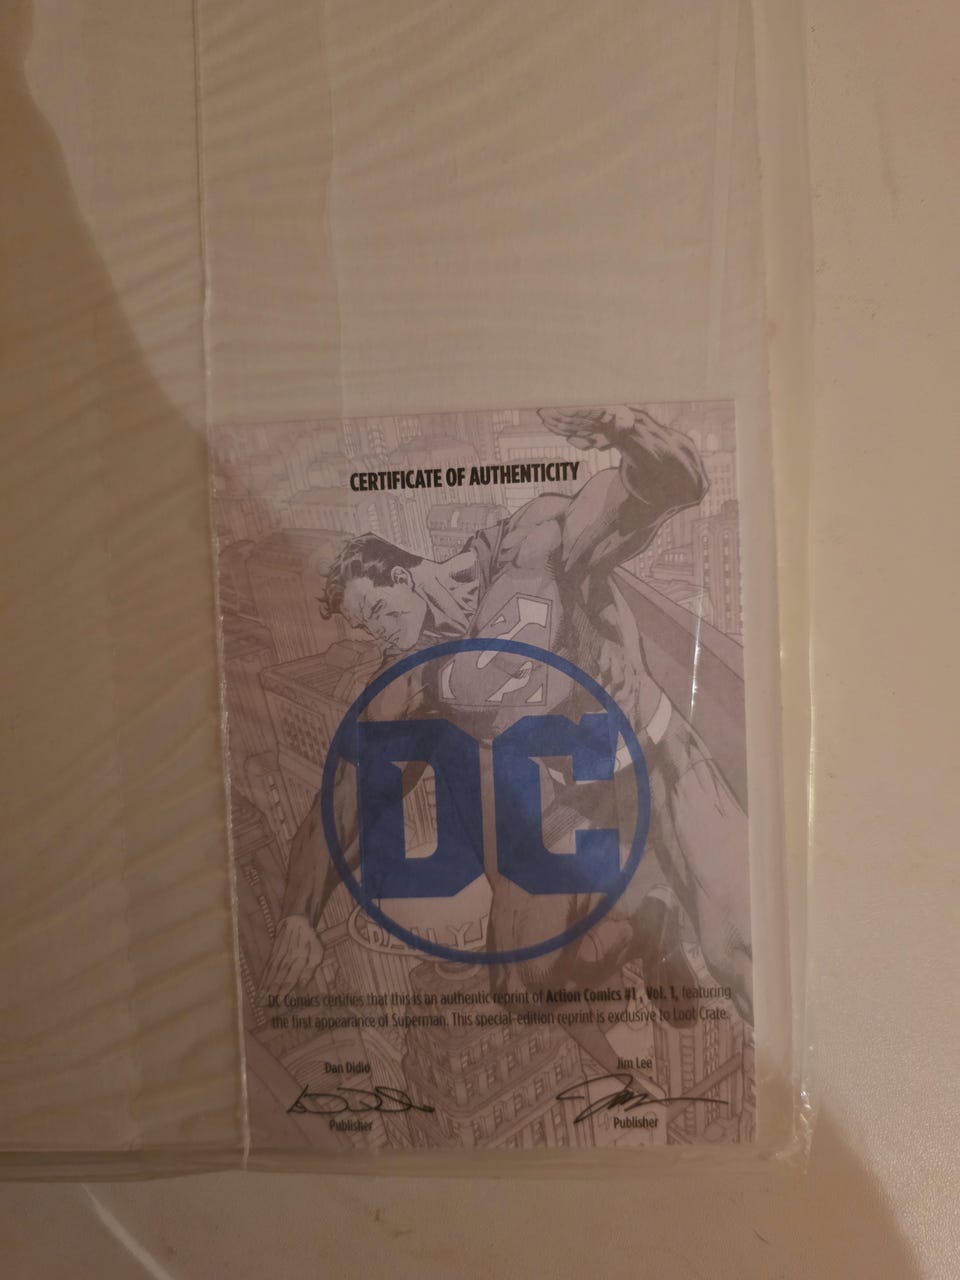 CERTIFICATE OF AUTHENTICITY
DC
DAILY
DC Comics certifies that this is an authentic reprint of Action Comics #1 , Vol. 1, featuring
the first appearance of Superman. This special-edition reprint is exclusive to Loot Crate.
Dan Didio
Publisher
Jim Lee
Publisher